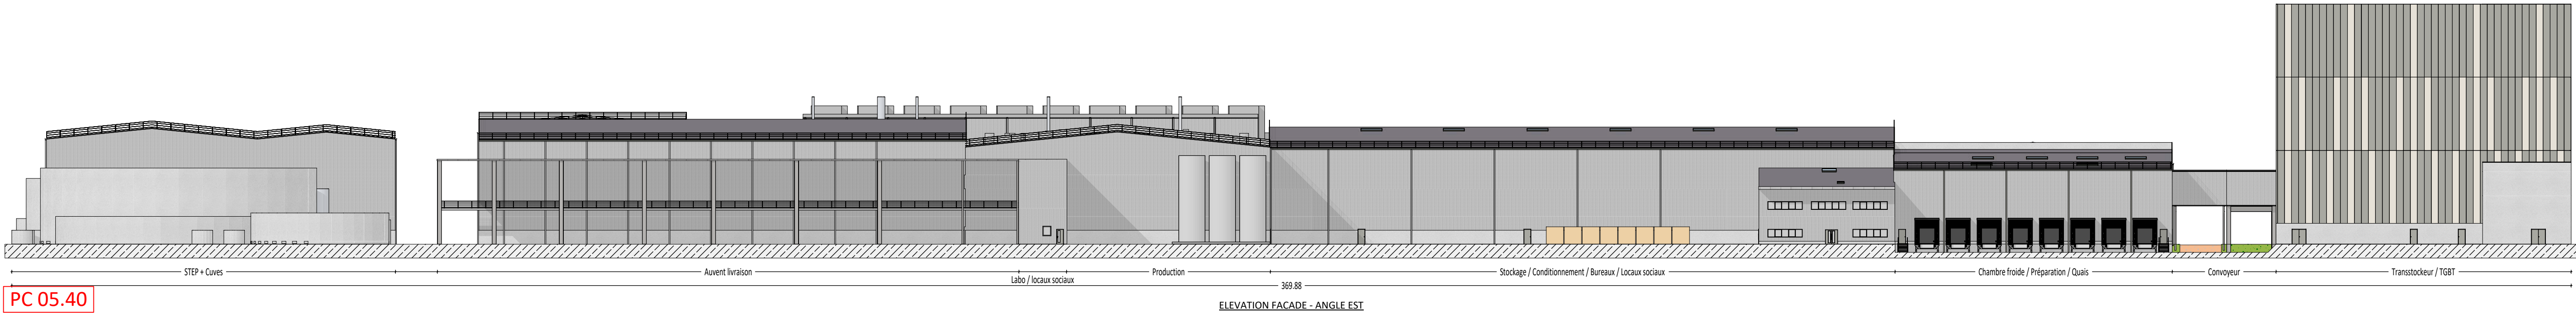 STEP + Cuves
Auvent livraison
Labo / locaux sociaux
Production
Stockage / Conditionnement / Bureaux / Locaux sociaux
Chambre froide / Préparation / Quais
Convoyeur
Transstockeur / TGBT
369.88
PC 05.40
ELEVATION FACADE - ANGLE EST